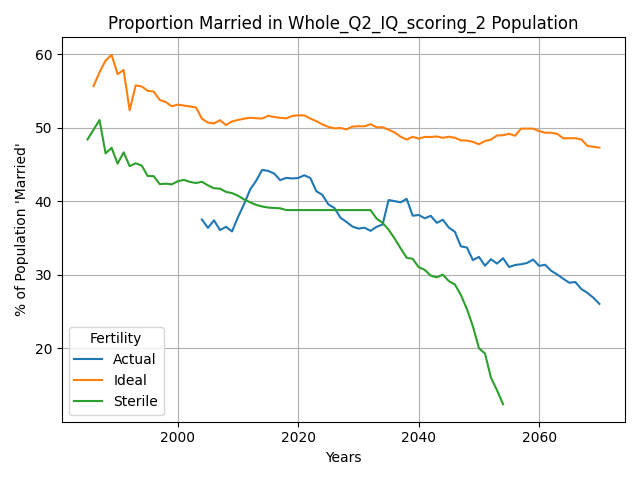 Proportion Married in Whole_Q2_IQ_scoring_2 Population
% of Population 'Married'
60
50
40
30
20
2000
2020
2040
2060
Years
Fertility
Actual
Ideal
Sterile